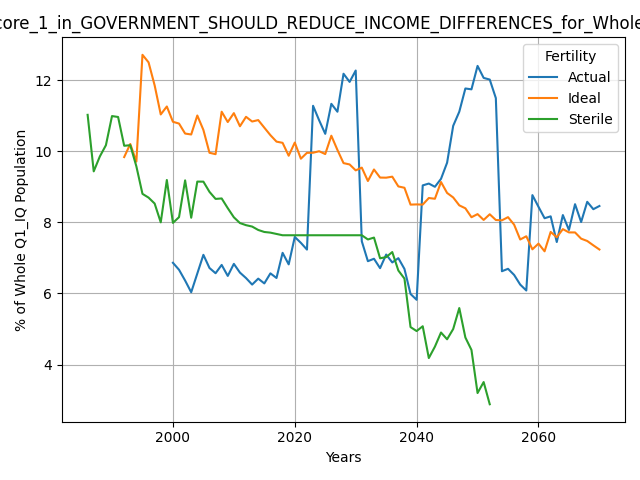 core_1_in_GOVERNMENT_SHOULD_REDUCE_INCOME_DIFFERENCES_for_Whole
Fertility
Actual
Ideal
Sterile
% of Whole Q1_IQ Population
12
10
8
6
4
2000
2020
2040
2060
Years